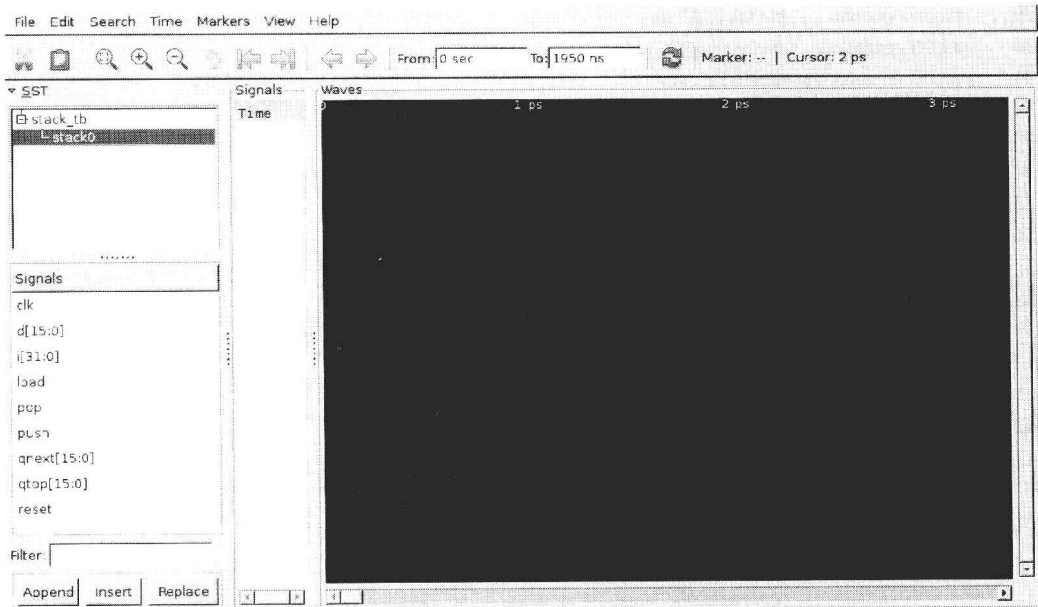 File Edit Search Time Markers View Help
From: 0 sec To: 1950 ns Marker: -- | Cursor: 2 ps
SST
stack_tb
stack0
Signals
Time
Waves
1 ps 2 ps 3 ps
Signals
clk
d[15:0]
i[31:0]
load
pop
push
qnext[15:0]
qtop[15:0]
reset
Filter:
Append Insert Replace